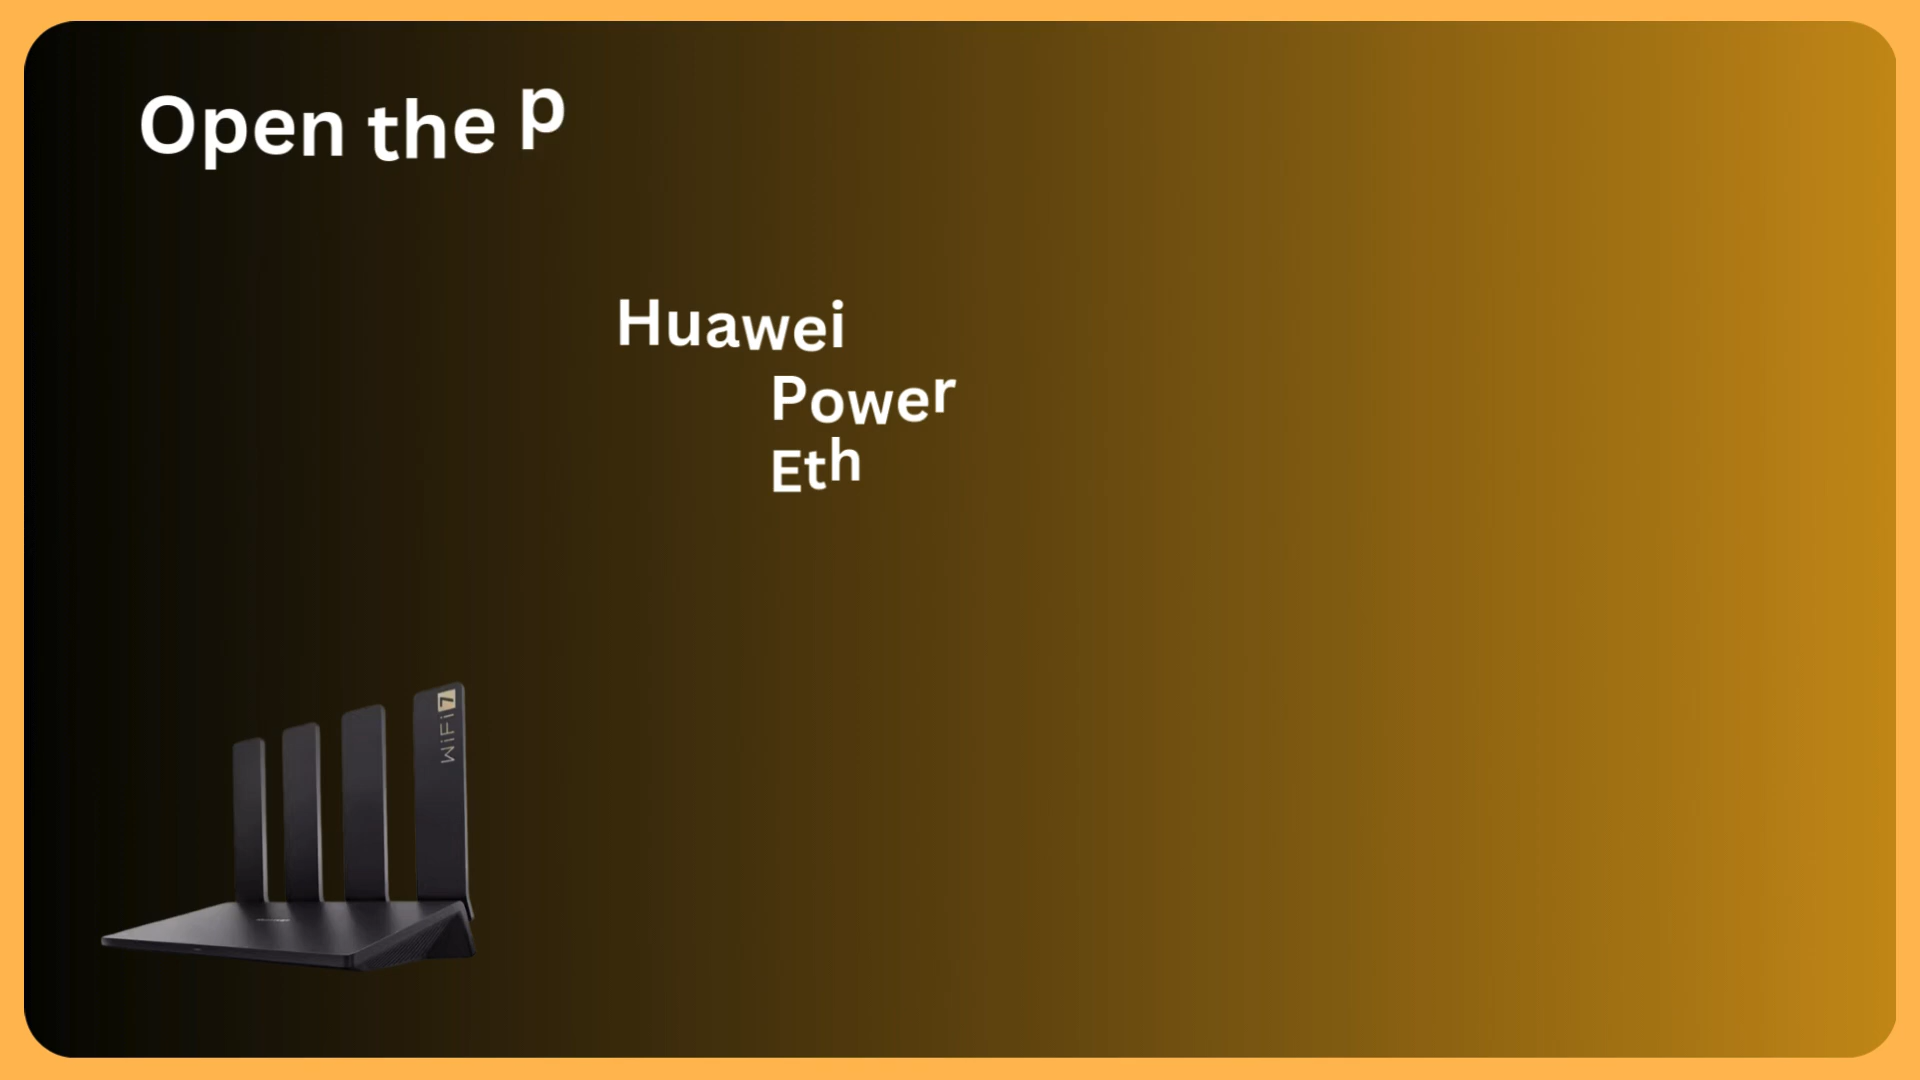 Open the p
Huawei
Power
Eth
WiFi 7